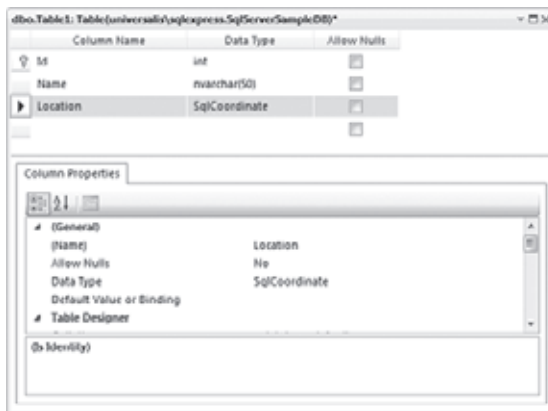 dbo.Table1: Table(universalis\sqlexpress.SqlServerSampleDB)*
Column Name Data Type Allow Nulls
Id int
Name nvarchar(50)
Location SqlCoordinate
Column Properties
(General)
(Name) Location
Allow Nulls No
Data Type SqlCoordinate
Default Value or Binding
Table Designer
(Is Identity)